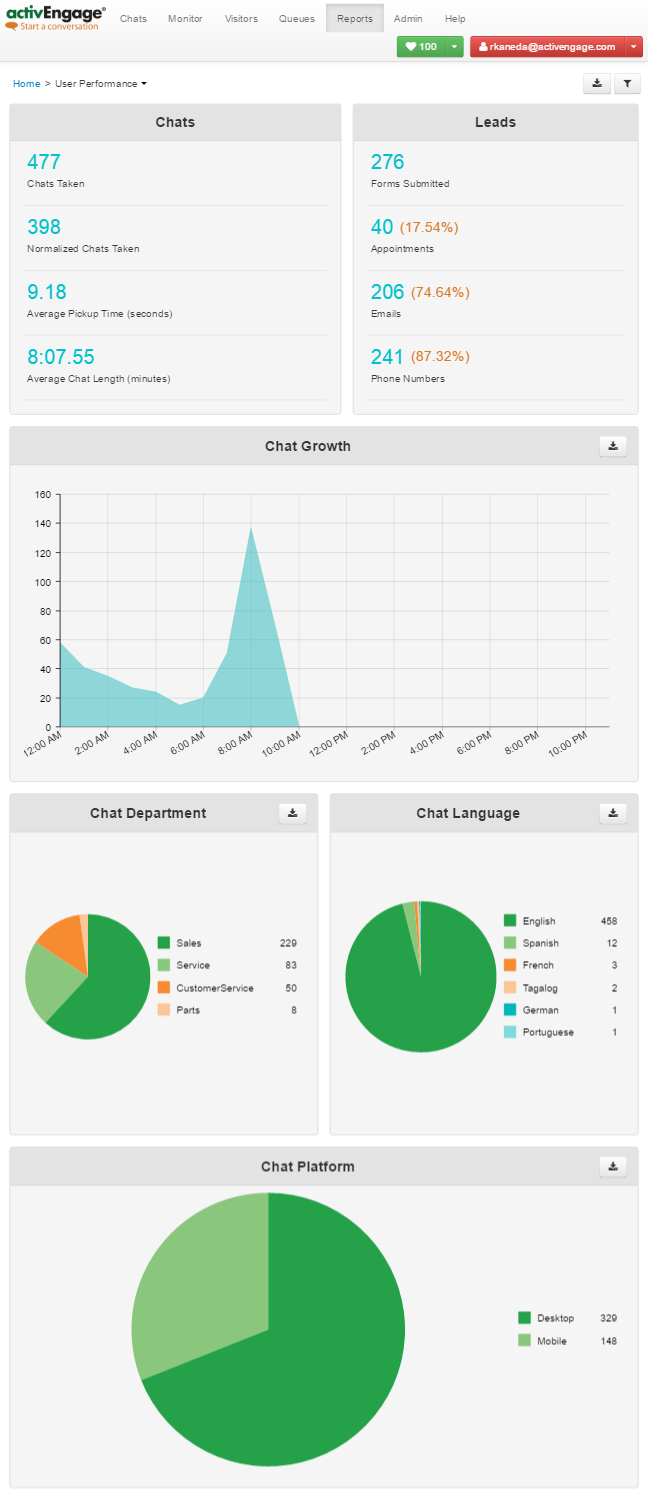 activEngage®
Start a conversation
Chats Monitor Visitors Queues Reports Admin Help
100 rkaneda@activengage.com
Home > User Performance
Chats
477
Chats Taken
398
Normalized Chats Taken
9.18
Average Pickup Time (seconds)
8:07.55
Average Chat Length (minutes)
Leads
276
Forms Submitted
40 (17.54%)
Appointments
206 (74.64%)
Emails
241 (87.32%)
Phone Numbers
Chat Growth
160
140
120
100
80
60
40
20
0
12:00 AM 2:00 AM 4:00 AM 6:00 AM 8:00 AM 10:00 AM 12:00 PM 2:00 PM 4:00 PM 6:00 PM 8:00 PM 10:00 PM
Chat Department
Sales 229
Service 83
CustomerService 50
Parts 8
Chat Language
English 458
Spanish 12
French 3
Tagalog 2
German 1
Portuguese 1
Chat Platform
Desktop 329
Mobile 148